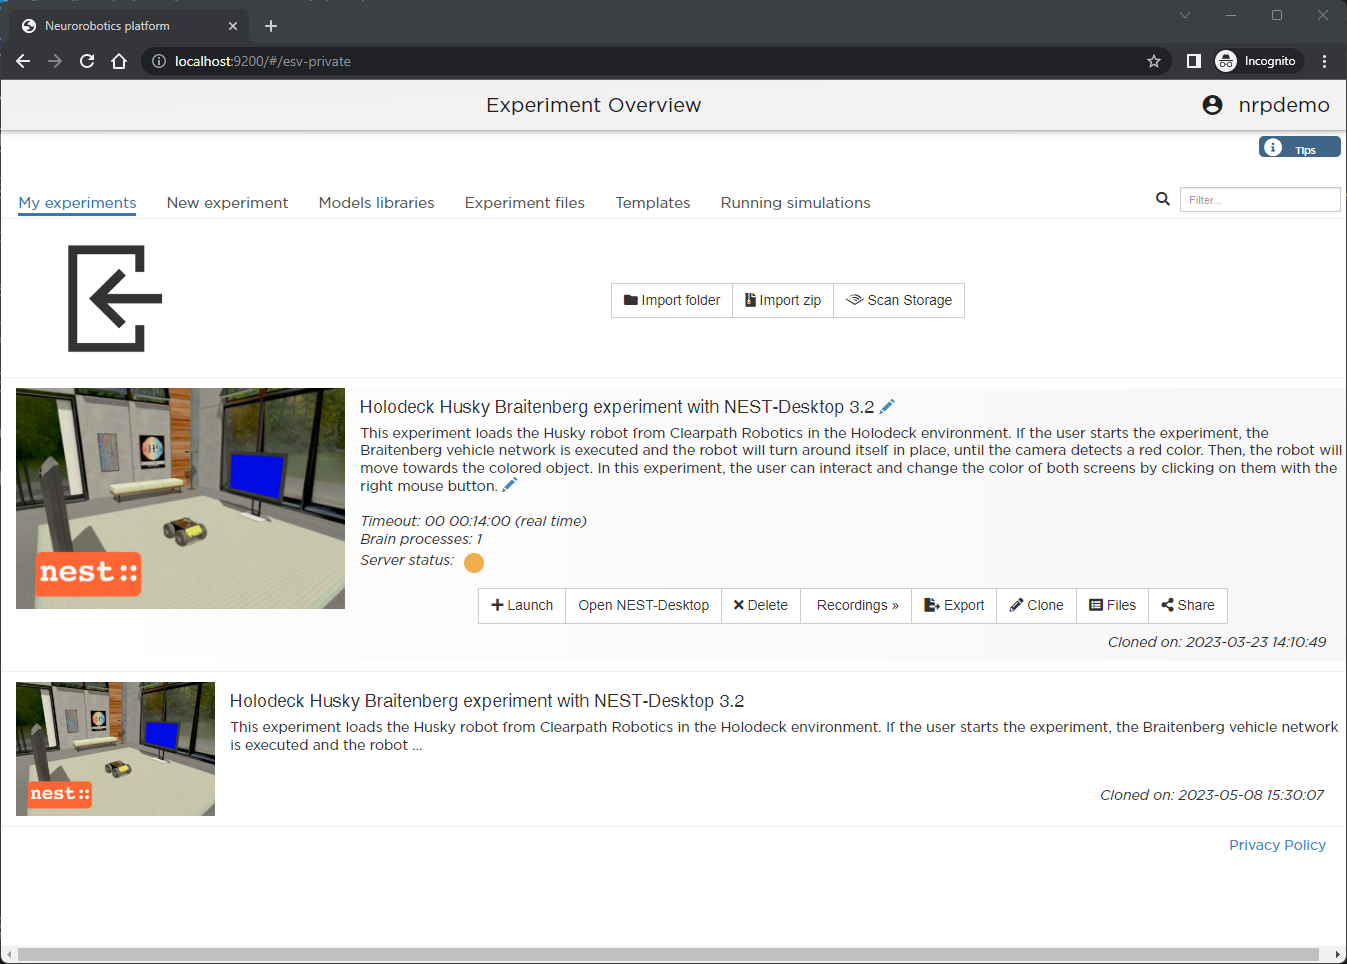 Neurorobotics platform
localhost:9200/#/esv-private
Incognito
Experiment Overview
nrpdemo
Tips
My experiments New experiment Models libraries Experiment files Templates Running simulations Filter...
Import folder Import zip Scan Storage
Holodeck Husky Braitenberg experiment with NEST-Desktop 3.2
This experiment loads the Husky robot from Clearpath Robotics in the Holodeck environment. If the user starts the experiment, the
Braitenberg vehicle network is executed and the robot will turn around itself in place, until the camera detects a red color. Then, the robot will
move towards the colored object. In this experiment, the user can interact and change the color of both screens by clicking on them with the
right mouse button.
Timeout: 00 00:14:00 (real time)
Brain processes: 1
Server status:
nest::
Launch Open NEST-Desktop Delete Recordings » Export Clone Files Share
Cloned on: 2023-03-23 14:10:49
Holodeck Husky Braitenberg experiment with NEST-Desktop 3.2
This experiment loads the Husky robot from Clearpath Robotics in the Holodeck environment. If the user starts the experiment, the Braitenberg vehicle network
is executed and the robot ...
nest::
Cloned on: 2023-05-08 15:30:07
Privacy Policy